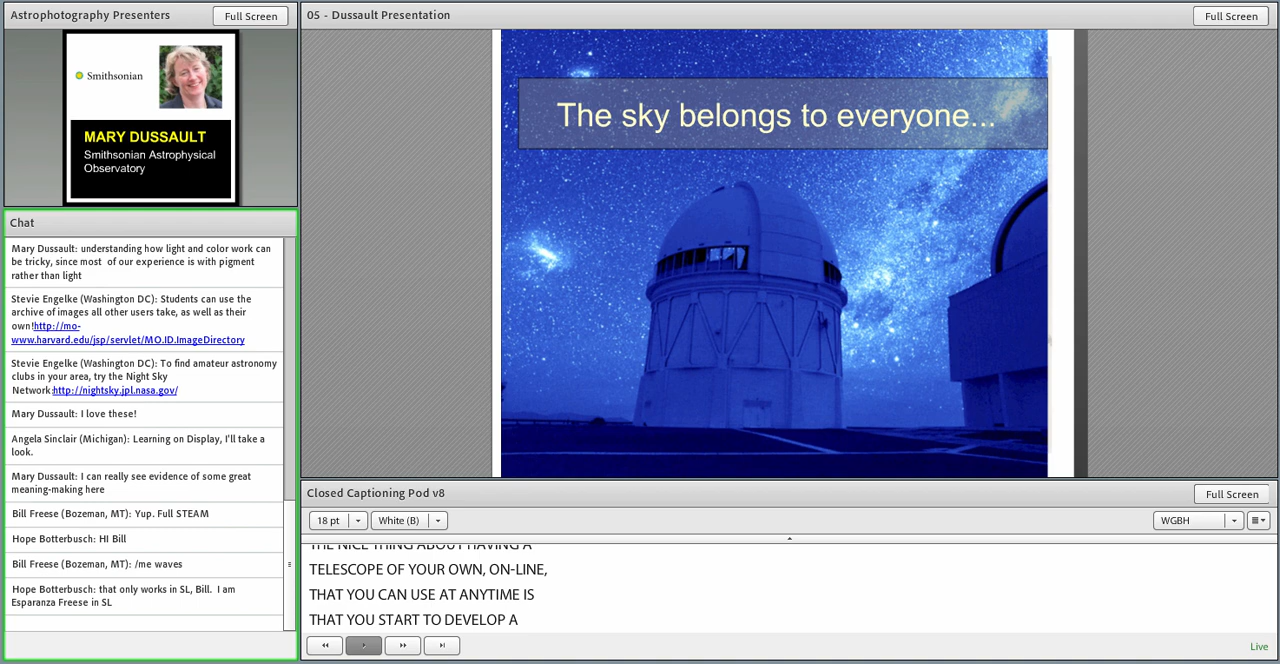 Astrophotography Presenters
Full Screen
Smithsonian
MARY DUSSAULT
Smithsonian Astrophysical
Observatory
Chat
Mary Dussault: understanding how light and color work can
be tricky, since most of our experience is with pigment
rather than light
Stevie Engelke (Washington DC): Students can use the
archive of images all other users take, as well as their
own!http://mo-
www.harvard.edu/jsp/servlet/MO.ID.ImageDirectory
Stevie Engelke (Washington DC): To find amateur astronomy
clubs in your area, try the Night Sky
Network:http://nightsky.jpl.nasa.gov/
Mary Dussault: I love these!
Angela Sinclair (Michigan): Learning on Display, I'll take a
look.
Mary Dussault: I can really see evidence of some great
meaning-making here
Bill Freese (Bozeman, MT): Yup. Full STEAM
Hope Botterbusch: HI Bill
Bill Freese (Bozeman, MT): /me waves
Hope Botterbusch: that only works in SL, Bill. I am
Esparanza Freese in SL
05 - Dussault Presentation
Full Screen
The sky belongs to everyone...
Closed Captioning Pod v8
Full Screen
18 pt
White (B)
WGBH
THE NICE THING ABOUT HAVING A
TELESCOPE OF YOUR OWN, ON-LINE,
THAT YOU CAN USE AT ANYTIME IS
THAT YOU START TO DEVELOP A
Live